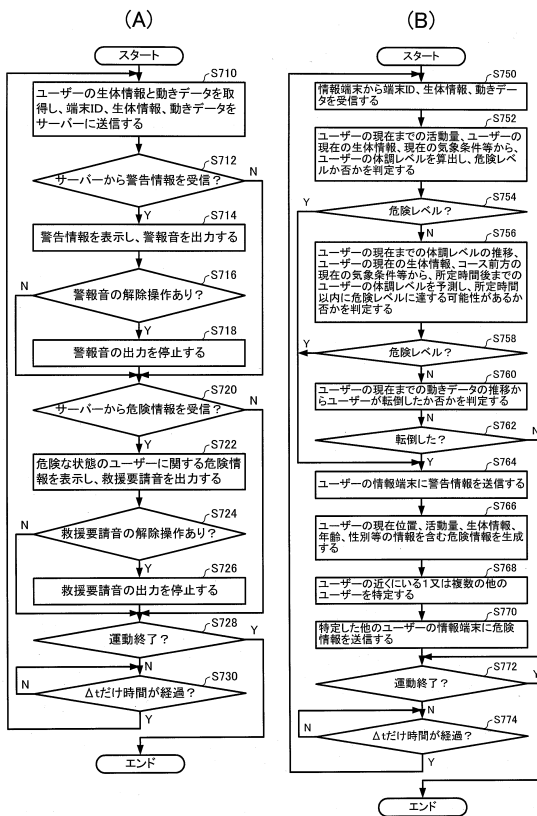 (A)
スタート
S710
ユーザーの生体情報と動きデータを取
得し、端末ID、生体情報、動きデータを
サーバーに送信する
S712
サーバーから警告情報を受信?
N
Y
S714
警告情報を表示し、警報音を出力する
S716
警報音の解除操作あり?
N
Y
S718
警報音の出力を停止する
S720
サーバーから危険情報を受信?
N
Y
S722
危険な状態のユーザーに関する危険情
報を表示し、救援要請音を出力する
S724
救援要請音の解除操作あり?
N
Y
S726
救援要請音の出力を停止する
S728
運動終了?
Y
N
S730
Δtだけ時間が経過?
N
Y
エンド
(B)
スタート
S750
情報端末から端末ID、生体情報、動きデー
タを受信する
S752
ユーザーの現在までの活動量、ユーザー
の現在の生体情報、現在の気象条件等から、
ユーザーの体調レベルを算出し、危険レベ
ルか否かを判定する
S754
危険レベル?
Y
N
S756
ユーザーの現在までの体調レベルの推移、
ユーザーの現在の生体情報、コース前方の
現在の気象条件等から、所定時間後までの
ユーザーの体調レベルを予測し、所定時間
以内に危険レベルに達する可能性があるか
否かを判定する
S758
危険レベル?
Y
N
S760
ユーザーの現在までの動きデータの推移か
らユーザーが転倒したか否かを判定する
N
S762
転倒した?
N
Y
S764
ユーザーの情報端末に警告情報を送信する
S766
ユーザーの現在位置、活動量、生体情報、
年齢、性別等の情報を含む危険情報を生成
する
S768
ユーザーの近くにいる1又は複数の他の
ユーザーを特定する
S770
特定した他のユーザーの情報端末に危険
情報を送信する
S772
運動終了?
Y
N
S774
Δtだけ時間が経過?
N
Y
エンド